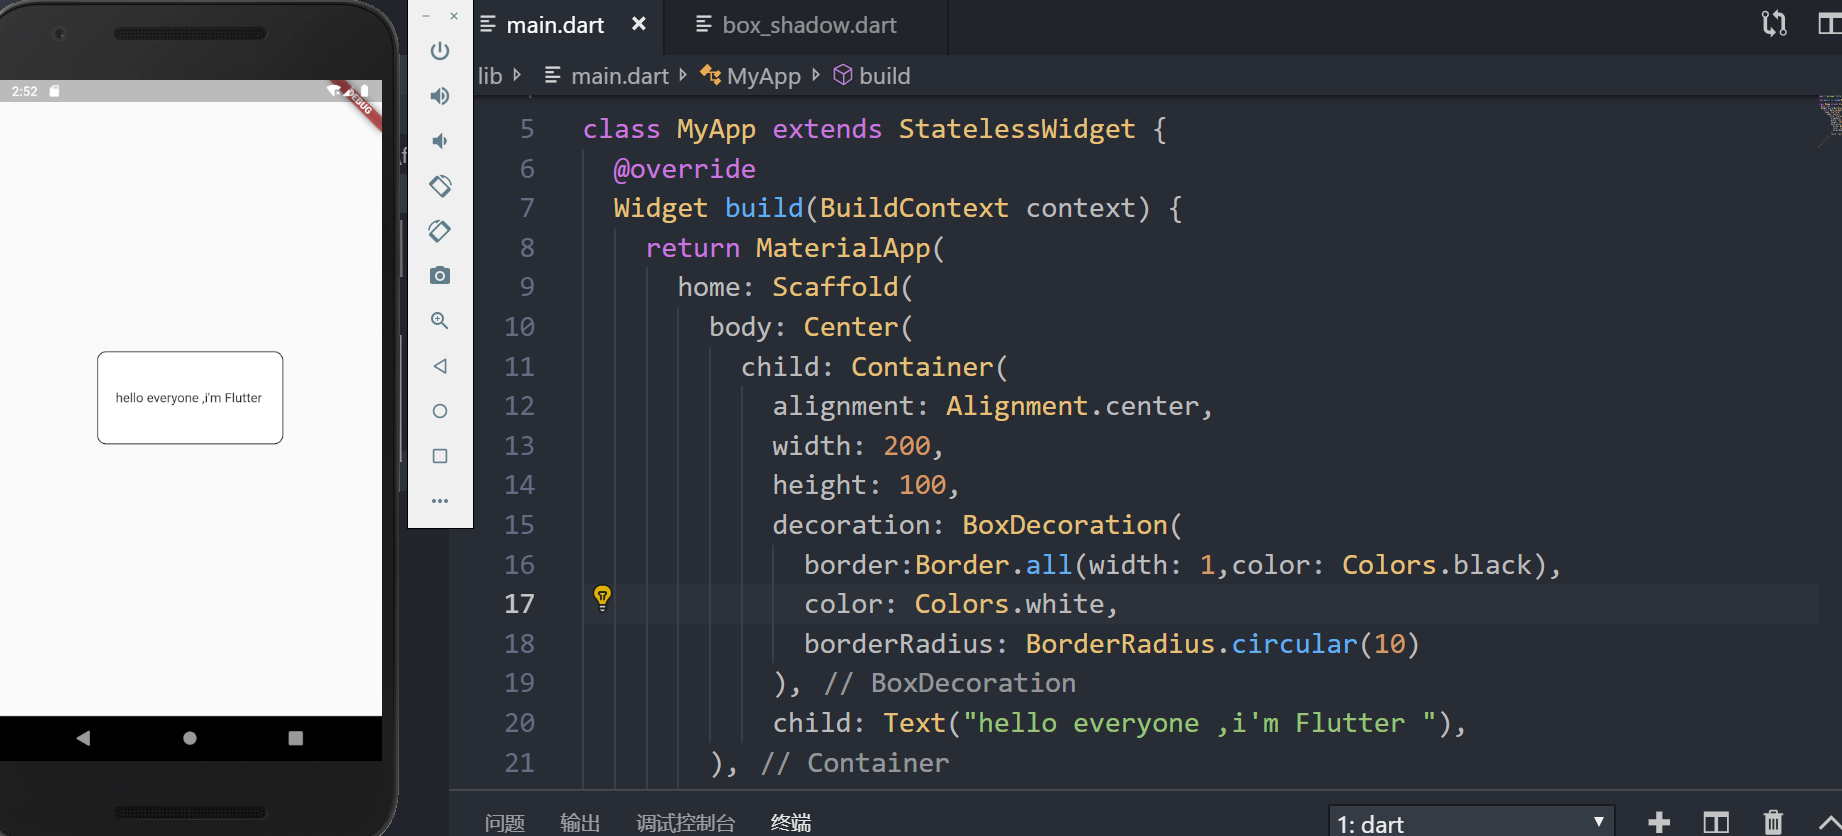 2:52
DEBUG
hello everyone ,i'm Flutter
main.dart
box_shadow.dart
lib
main.dart
MyApp
build
5 class MyApp extends StatelessWidget {
6 @override
7 Widget build(BuildContext context) {
8 return MaterialApp(
9 home: Scaffold(
10 body: Center(
11 child: Container(
12 alignment: Alignment.center,
13 width: 200,
14 height: 100,
15 decoration: BoxDecoration(
16 border:Border.all(width: 1,color: Colors.black),
17 color: Colors.white,
18 borderRadius: BorderRadius.circular(10)
19 ), // BoxDecoration
20 child: Text("hello everyone ,i'm Flutter "),
21 ), // Container
问题 输出 调试控制台 终端
1: dart